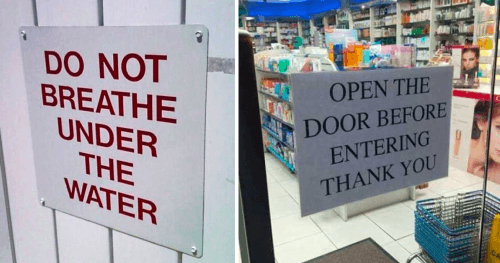 DO NOT
BREATHE
UNDER
THE
WATER
OPEN THE
DOOR BEFORE
ENTERING
THANK YOU